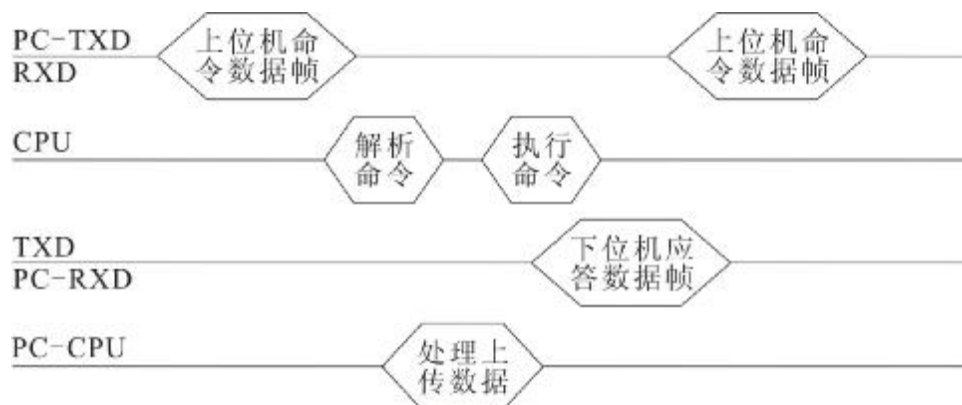 PC-TXD
RXD
上位机命
令数据帧
上位机命
令数据帧
CPU
解析
命令
执行
命令
TXD
PC-RXD
下位机应
答数据帧
PC-CPU
处理上
传数据